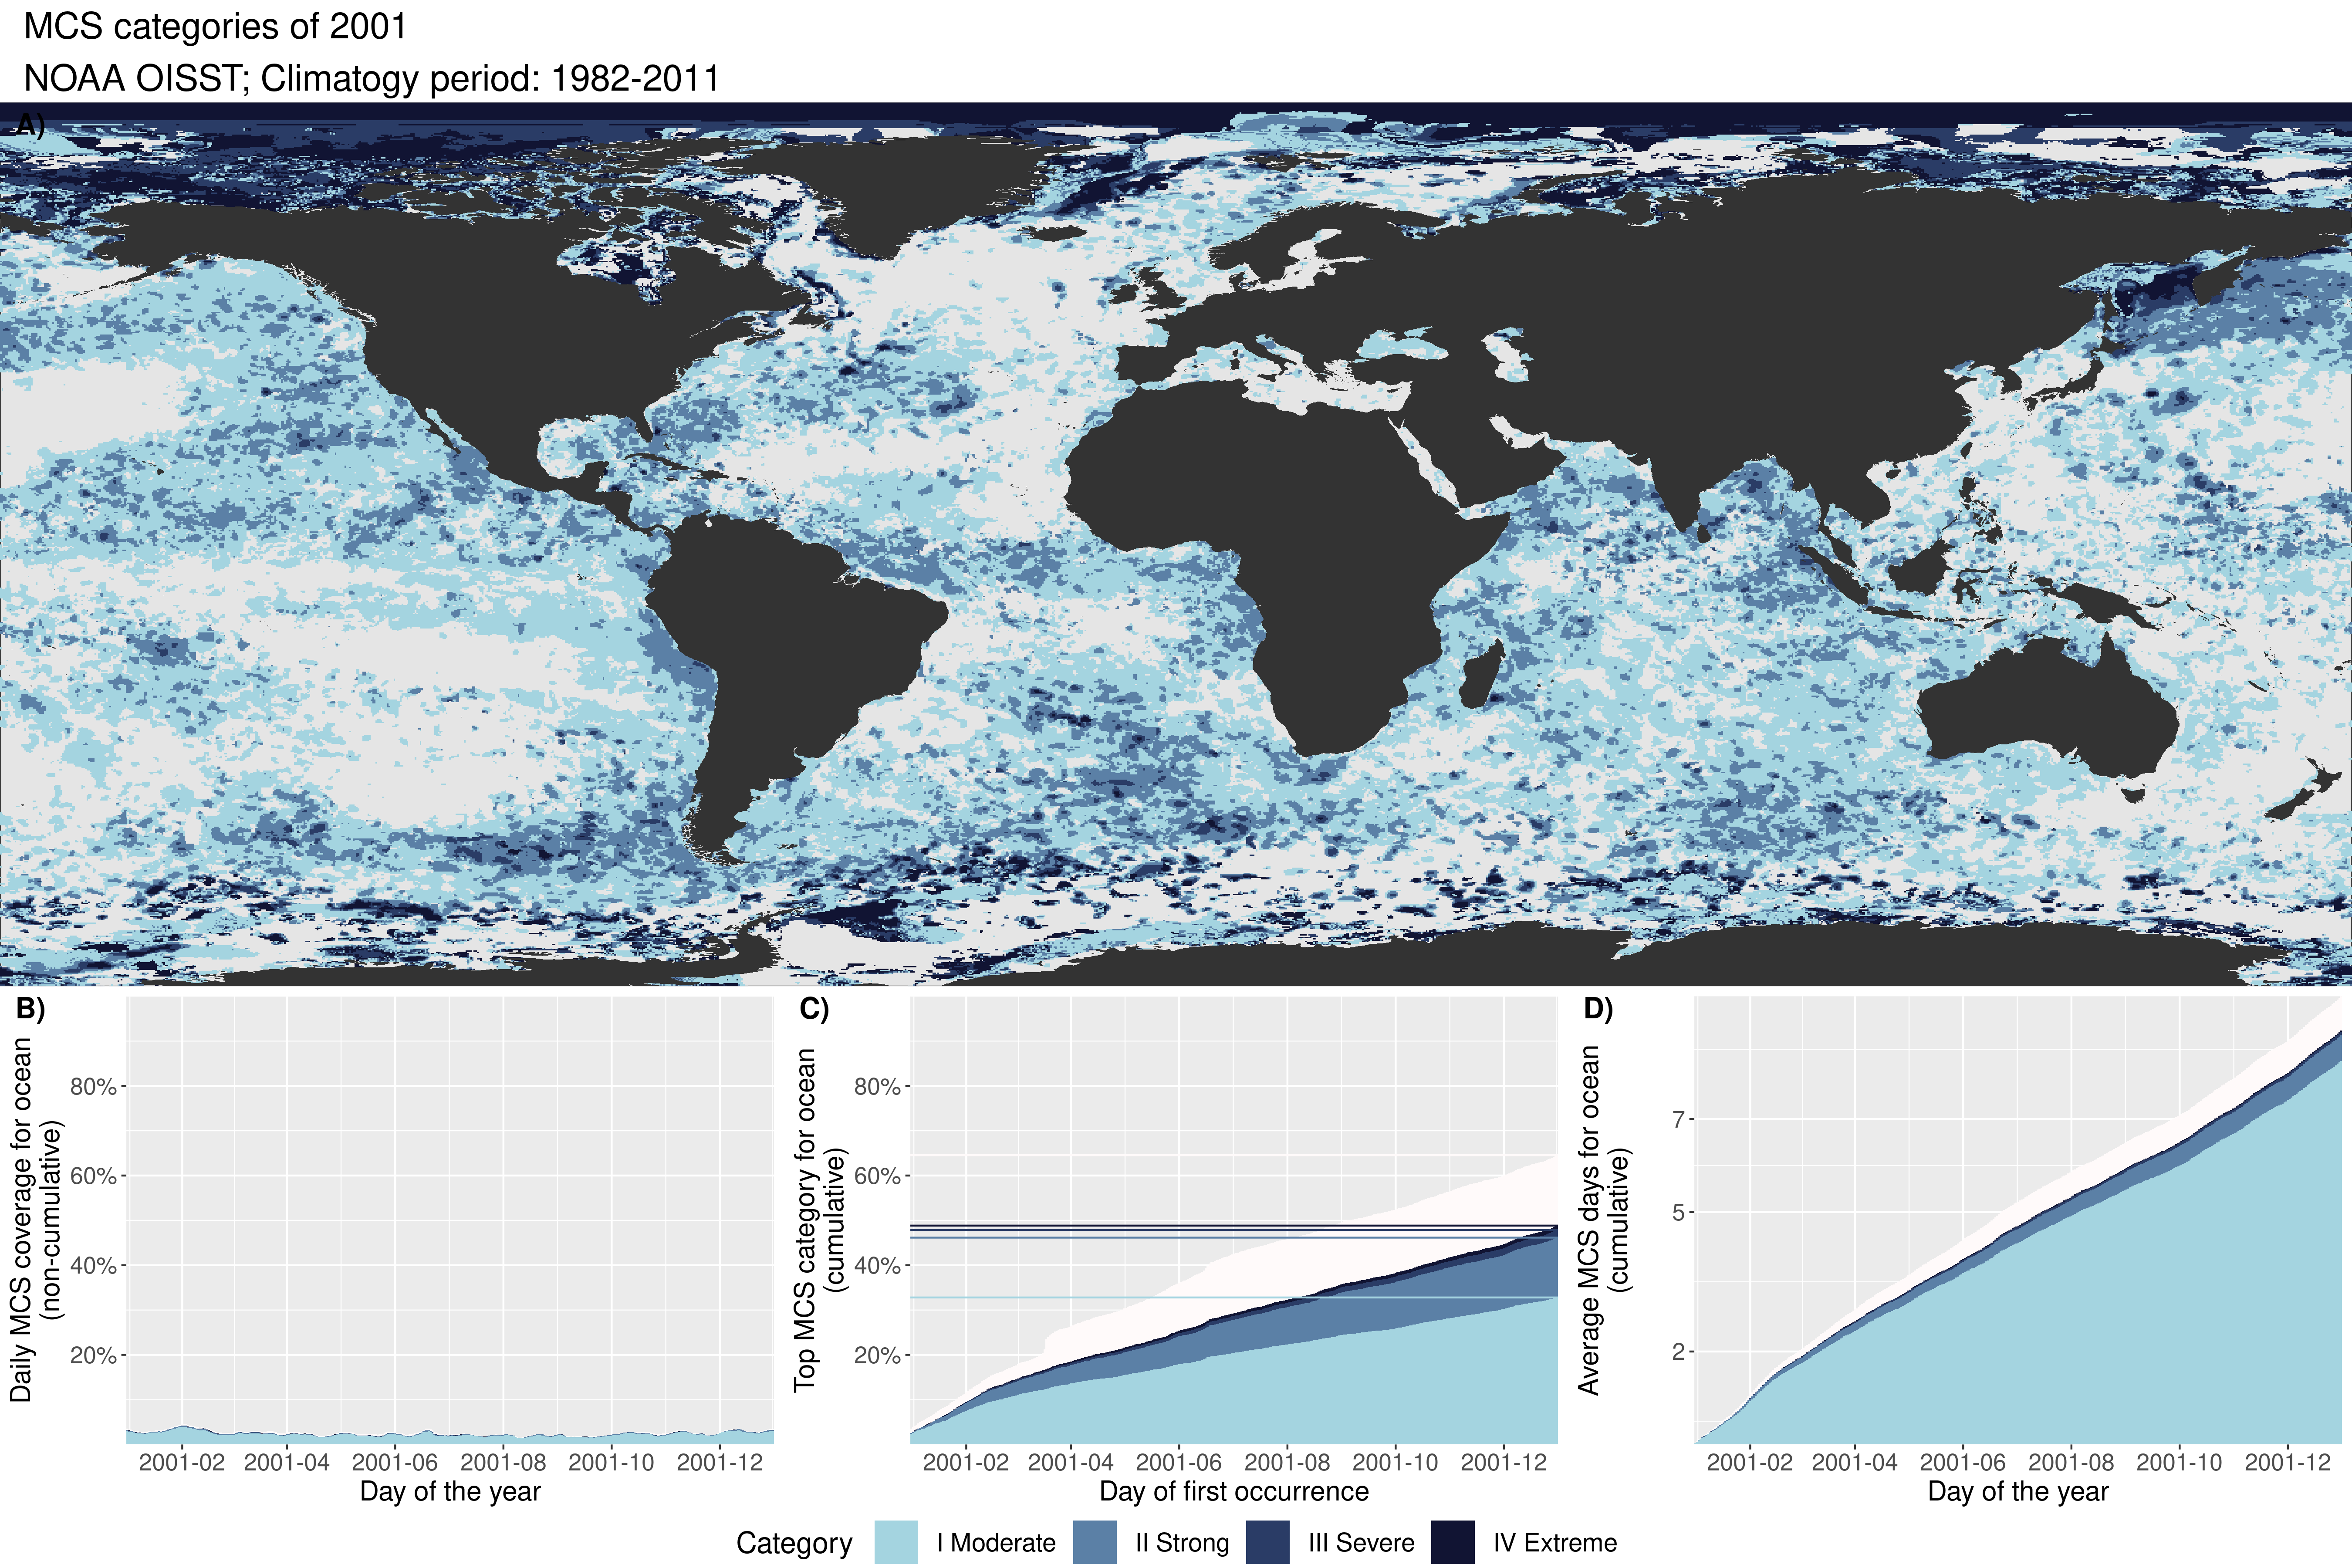 MCS categories of 2001
NOAA OISST; Climatogy period: 1982-2011
A)
B)
Daily MCS coverage for ocean
(non-cumulative)
80%
60%
40%
20%
2001-02 2001-04 2001-06 2001-08 2001-10 2001-12
Day of the year
C)
Top MCS category for ocean
(cumulative)
80%
60%
40%
20%
2001-02 2001-04 2001-06 2001-08 2001-10 2001-12
Day of first occurrence
D)
Average MCS days for ocean
(cumulative)
7
5
2
2001-02 2001-04 2001-06 2001-08 2001-10 2001-12
Day of the year
Category I Moderate II Strong III Severe IV Extreme